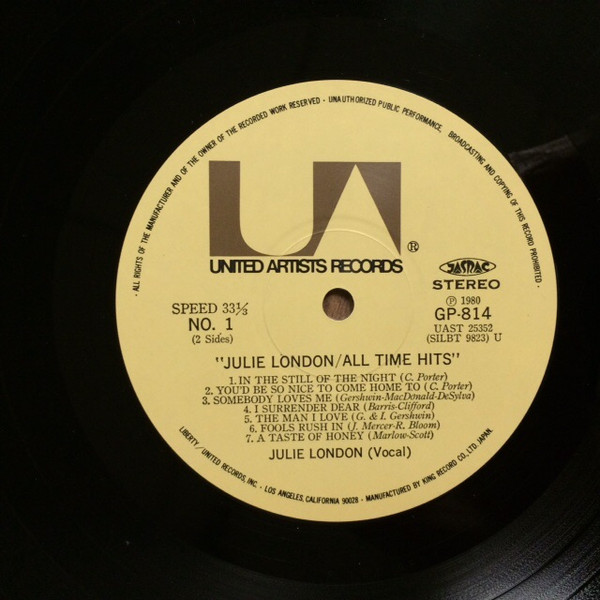 · ALL RIGHTS OF THE MANUFACTURER AND OF THE OWNER OF THE RECORDED WORK RESERVED · UNAUTHORIZED PUBLIC PERFORMANCE, BROADCASTING AND COPYING OF THIS RECORD PROHIBITED ·
UA ®
UNITED ARTISTS RECORDS
JASRAC
STEREO
SPEED 33⅓
NO. 1
(2 Sides)
Ⓟ 1980
GP-814
UAST 25352
(SILBT 9823) U
"JULIE LONDON/ALL TIME HITS"
1. IN THE STILL OF THE NIGHT (C. Porter)
2. YOU'D BE SO NICE TO COME HOME TO (C. Porter)
3. SOMEBODY LOVES ME (Gershwin-MacDonald-DeSylva)
4. I SURRENDER DEAR (Barris-Clifford)
5. THE MAN I LOVE (G. & I. Gershwin)
6. FOOLS RUSH IN (J. Mercer-R. Bloom)
7. A TASTE OF HONEY (Marlow-Scott)
JULIE LONDON (Vocal)
LIBERTY/UNITED RECORDS, INC. · LOS ANGELES, CALIFORNIA 90028 · MANUFACTURED BY KING RECORD CO., LTD. JAPAN.